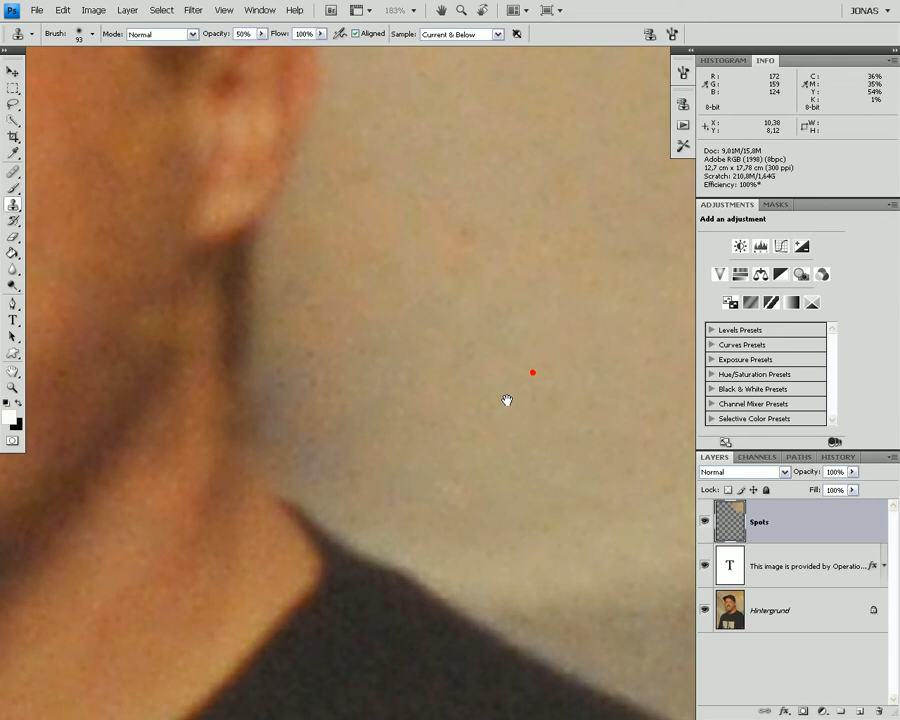 Ps File Edit Image Layer Select Filter View Window Help Br 183% JONAS
Brush: 93 Mode: Normal Opacity: 50% Flow: 100% Aligned Sample: Current & Below
HISTOGRAM INFO
R: 172 C: 36%
G: 159 M: 35%
B: 124 Y: 54%
K: 1%
8-bit 8-bit
X: 10,38 W:
Y: 8,12 H:
Doc: 9,01M/15,8M
Adobe RGB (1998) (8bpc)
12,7 cm x 17,78 cm (300 ppi)
Scratch: 210,8M/1,64G
Efficiency: 100%*
ADJUSTMENTS MASKS
Add an adjustment
Levels Presets
Curves Presets
Exposure Presets
Hue/Saturation Presets
Black & White Presets
Channel Mixer Presets
Selective Color Presets
LAYERS CHANNELS PATHS HISTORY
Normal Opacity: 100%
Lock: Fill: 100%
Spots
T This image is provided by Operatio... fx
Hintergrund
fx
T